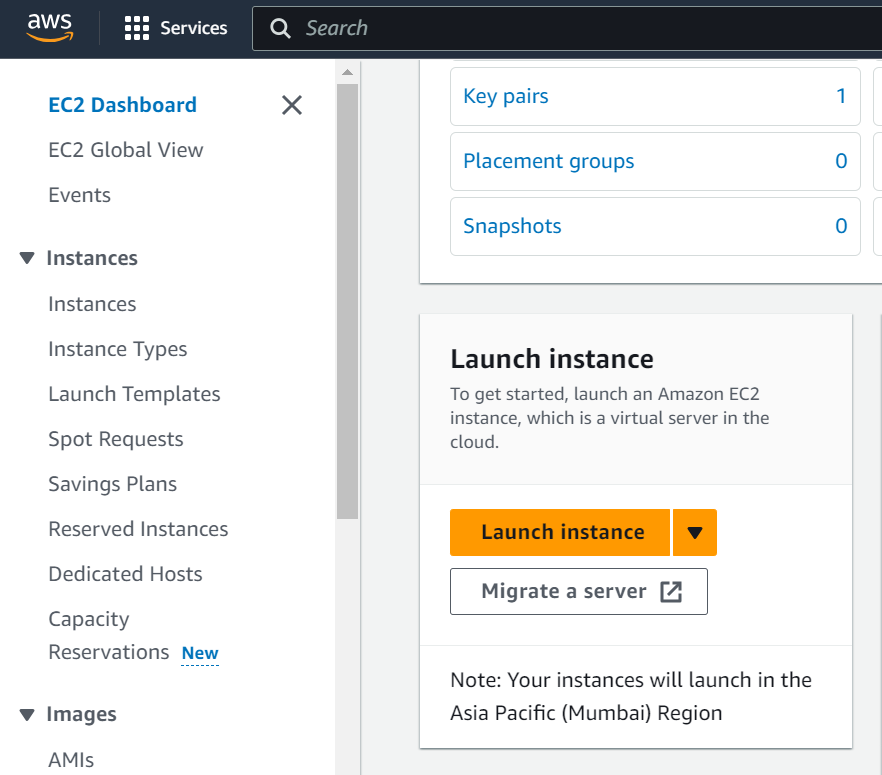 aws
Services
Search
EC2 Dashboard
EC2 Global View
Events
Instances
Instances
Instance Types
Launch Templates
Spot Requests
Savings Plans
Reserved Instances
Dedicated Hosts
Capacity
Reservations New
Images
AMIs
Key pairs 1
Placement groups 0
Snapshots 0
Launch instance
To get started, launch an Amazon EC2
instance, which is a virtual server in the
cloud.
Launch instance
Migrate a server
Note: Your instances will launch in the
Asia Pacific (Mumbai) Region